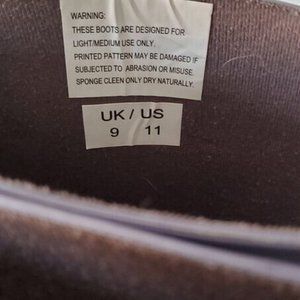 WARNING:
THESE BOOTS ARE DESIGNED FOR
LIGHT/MEDIUM USE ONLY.
PRINTED PATTERN MAY BE DAMAGED IF
SUBJECTED TO ABRASION OR MISUSE.
SPONGE CLEEN ONLY DRY NATURALLY.
UK / US
9 11